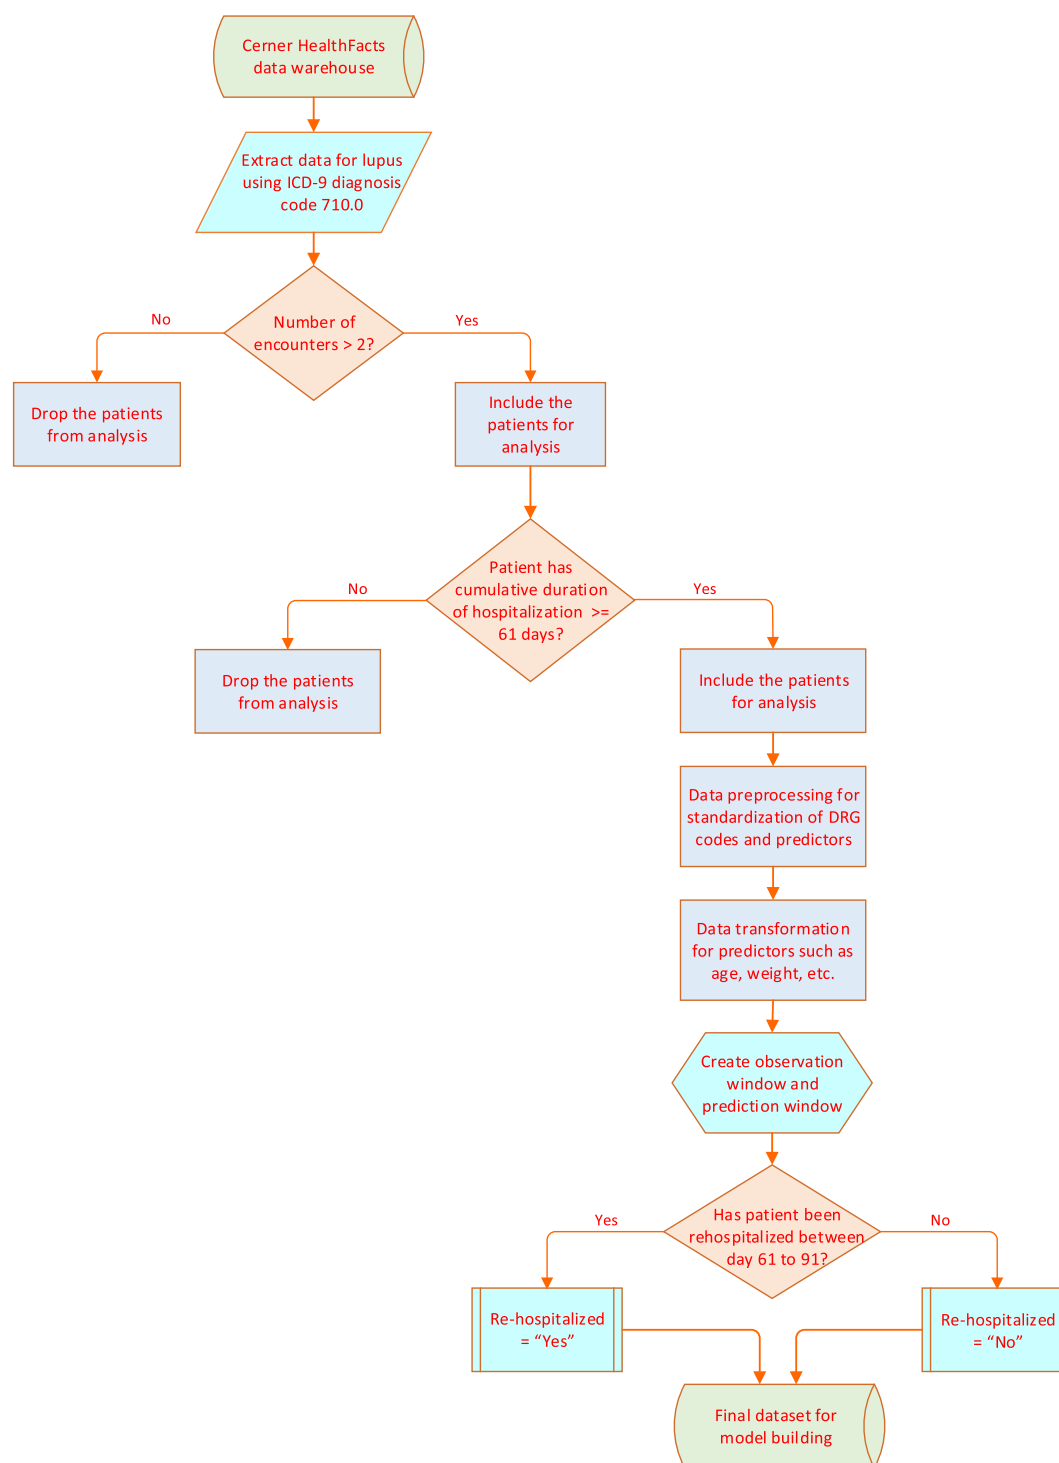 Cerner HealthFacts
data warehouse
Extract data for lupus
using ICD-9 diagnosis
code 710.0
Number of
encounters > 2?
No
Yes
Drop the patients
from analysis
Include the
patients for
analysis
Patient has
cumulative duration
of hospitalization >=
61 days?
No
Yes
Drop the patients
from analysis
Include the patients
for analysis
Data preprocessing for
standardization of DRG
codes and predictors
Data transformation
for predictors such as
age, weight, etc.
Create observation
window and
prediction window
Has patient been
rehospitalized between
day 61 to 91?
Yes
No
Re-hospitalized
= “Yes”
Re-hospitalized
= “No”
Final dataset for
model building